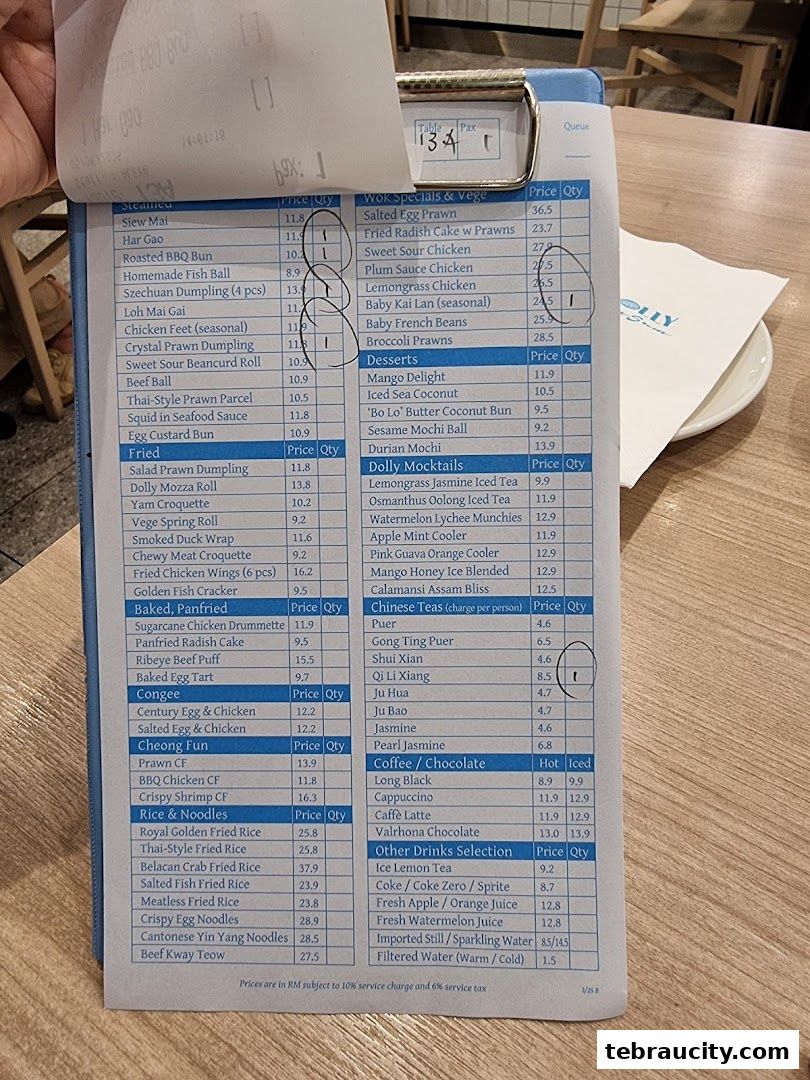 Table Pax Queue
1
Steamed Price Qty
Siew Mai 11.8
Har Gao 11.9 1
Roasted BBQ Bun 10.2 1
Homemade Fish Ball 8.9
Szechuan Dumpling (4 pcs) 13.9 1
Loh Mai Gai
Chicken Feet (seasonal) 11.9
Crystal Prawn Dumpling 11.8 1
Sweet Sour Beancurd Roll 10.9
Beef Ball 10.9
Thai-Style Prawn Parcel 10.5
Squid in Seafood Sauce 11.8
Egg Custard Bun 10.9
Fried Price Qty
Salad Prawn Dumpling 11.8
Dolly Mozza Roll 13.8
Yam Croquette 10.2
Vege Spring Roll 9.2
Smoked Duck Wrap 11.6
Chewy Meat Croquette 9.2
Fried Chicken Wings (6 pcs) 16.2
Golden Fish Cracker 9.5
Baked, Panfried Price Qty
Sugarcane Chicken Drummette 11.9
Panfried Radish Cake 9.5
Ribeye Beef Puff 15.5
Baked Egg Tart 9.7
Congee Price Qty
Century Egg & Chicken 12.2
Salted Egg & Chicken 12.2
Cheong Fun Price Qty
Prawn CF 13.9
BBQ Chicken CF 11.8
Crispy Shrimp CF 16.3
Rice & Noodles Price Qty
Royal Golden Fried Rice 25.8
Thai-Style Fried Rice 25.8
Belacan Crab Fried Rice 37.9
Salted Fish Fried Rice 23.9
Meatless Fried Rice 23.8
Crispy Egg Noodles 28.9
Cantonese Yin Yang Noodles 28.5
Beef Kway Teow 27.5
Wok Specials & Vege Price Qty
Salted Egg Prawn 36.5
Fried Radish Cake w Prawns 23.7
Sweet Sour Chicken 27.9
Plum Sauce Chicken 27.5
Lemongrass Chicken 26.5
Baby Kai Lan (seasonal) 24.5 1
Baby French Beans 25.9
Broccoli Prawns 28.5
Desserts Price Qty
Mango Delight 11.9
Iced Sea Coconut 10.5
'Bo Lo' Butter Coconut Bun 9.5
Sesame Mochi Ball 9.2
Durian Mochi 13.9
Dolly Mocktails Price Qty
Lemongrass Jasmine Iced Tea 9.9
Osmanthus Oolong Iced Tea 11.9
Watermelon Lychee Munchies 12.9
Apple Mint Cooler 11.9
Pink Guava Orange Cooler 12.9
Mango Honey Ice Blended 12.9
Calamansi Assam Bliss 12.5
Chinese Teas (charge per person) Price Qty
Puer 4.6
Gong Ting Puer 6.5
Shui Xian 4.6
Qi Li Xiang 8.5 1
Ju Hua 4.7
Ju Bao 4.7
Jasmine 4.6
Pearl Jasmine 6.8
Coffee / Chocolate Hot Iced
Long Black 8.9 9.9
Cappuccino 11.9 12.9
Caffè Latte 11.9 12.9
Valrhona Chocolate 13.0 13.9
Other Drinks Selection Price Qty
Ice Lemon Tea 9.2
Coke / Coke Zero / Sprite 8.7
Fresh Apple / Orange Juice 12.8
Fresh Watermelon Juice 12.8
Imported Still / Sparkling Water 8.5/14.5
Filtered Water (Warm / Cold) 1.5
Prices are in RM subject to 10% service charge and 6% service tax
1/25 B
LLY
tebraucity.com